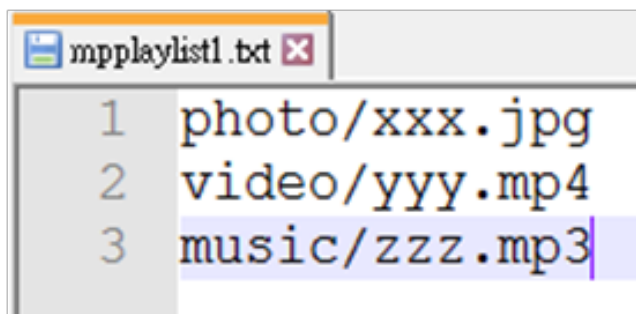 mpplaylist1.txt
1 photo/xxx.jpg
2 video/yyy.mp4
3 music/zzz.mp3